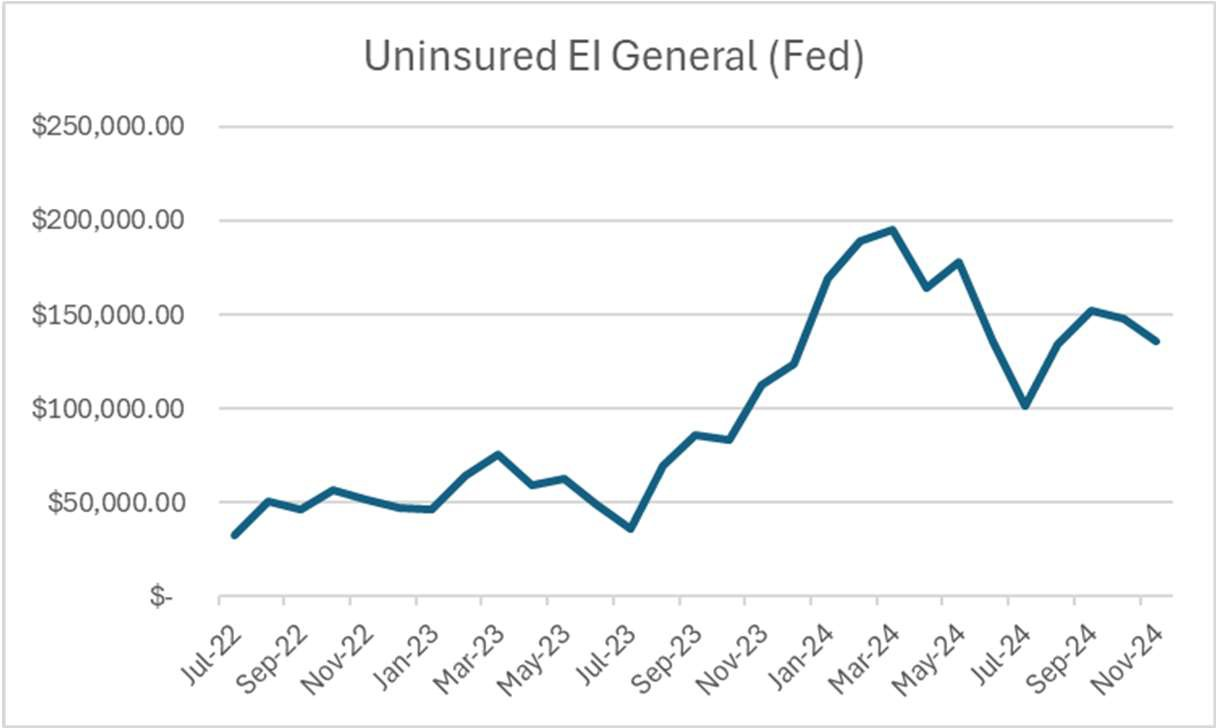 Uninsured EI General (Fed)
$250,000.00
$200,000.00
$150,000.00
$100,000.00
$50,000.00
$-
Jul-22
Sep-22
Nov-22
Jan-23
Mar-23
May-23
Jul-23
Sep-23
Nov-23
Jan-24
Mar-24
May-24
Jul-24
Sep-24
Nov-24